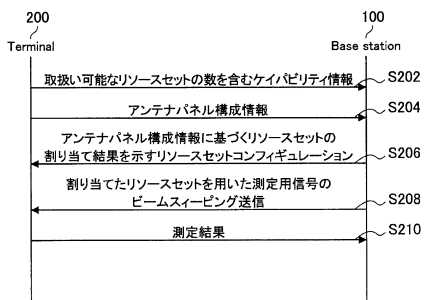 200
100
Terminal
Base station
取扱い可能なリソースセットの数を含むケイパビリティ情報
S202
アンテナパネル構成情報
S204
アンテナパネル構成情報に基づくリソースセットの
割り当て結果を示すリソースセットコンフィギュレーション
S206
割り当てたリソースセットを用いた測定用信号の
ビームスィーピング送信
S208
測定結果
S210